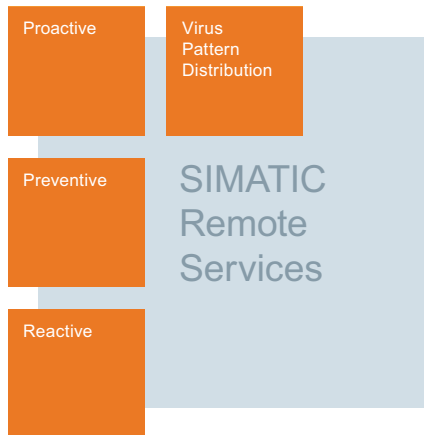 Proactive
Virus
Pattern
Distribution
Preventive
SIMATIC
Remote
Services
Reactive